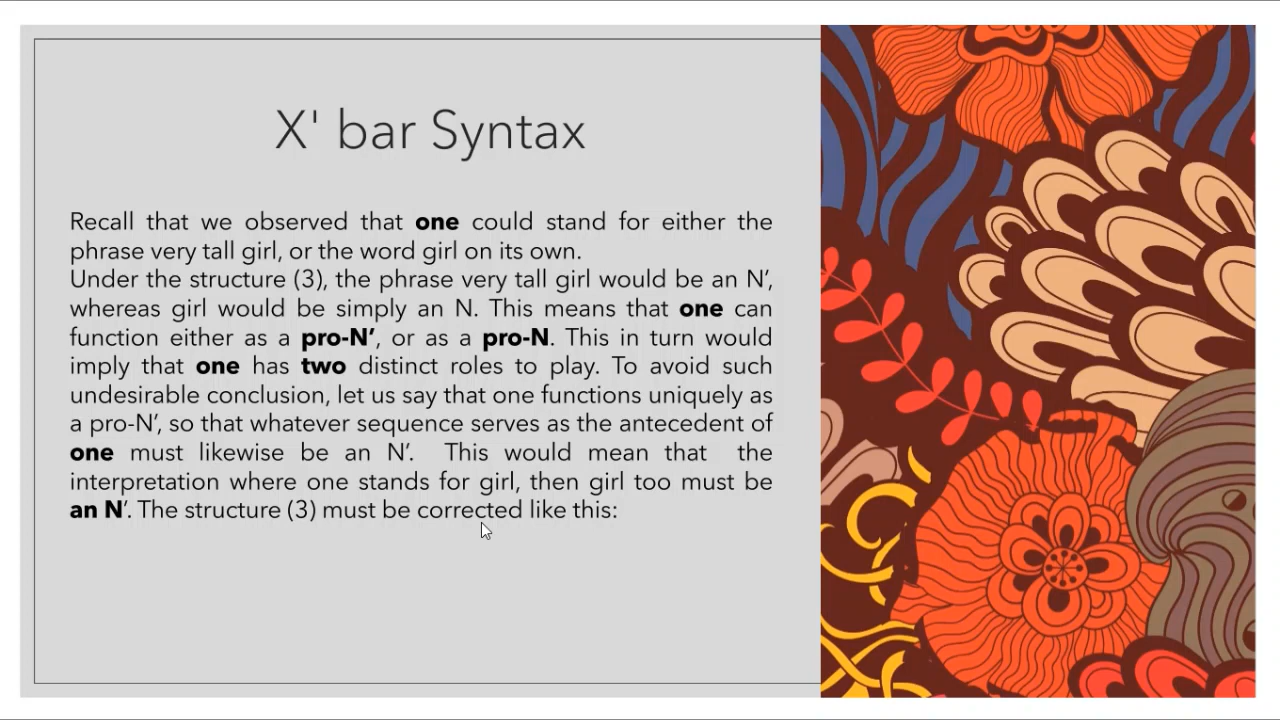 X' bar Syntax
Recall that we observed that one could stand for either the
phrase very tall girl, or the word girl on its own.
Under the structure (3), the phrase very tall girl would be an N’,
whereas girl would be simply an N. This means that one can
function either as a pro-N’, or as a pro-N. This in turn would
imply that one has two distinct roles to play. To avoid such
undesirable conclusion, let us say that one functions uniquely as
a pro-N’, so that whatever sequence serves as the antecedent of
one must likewise be an N’. This would mean that the
interpretation where one stands for girl, then girl too must be
an N’. The structure (3) must be corrected like this: